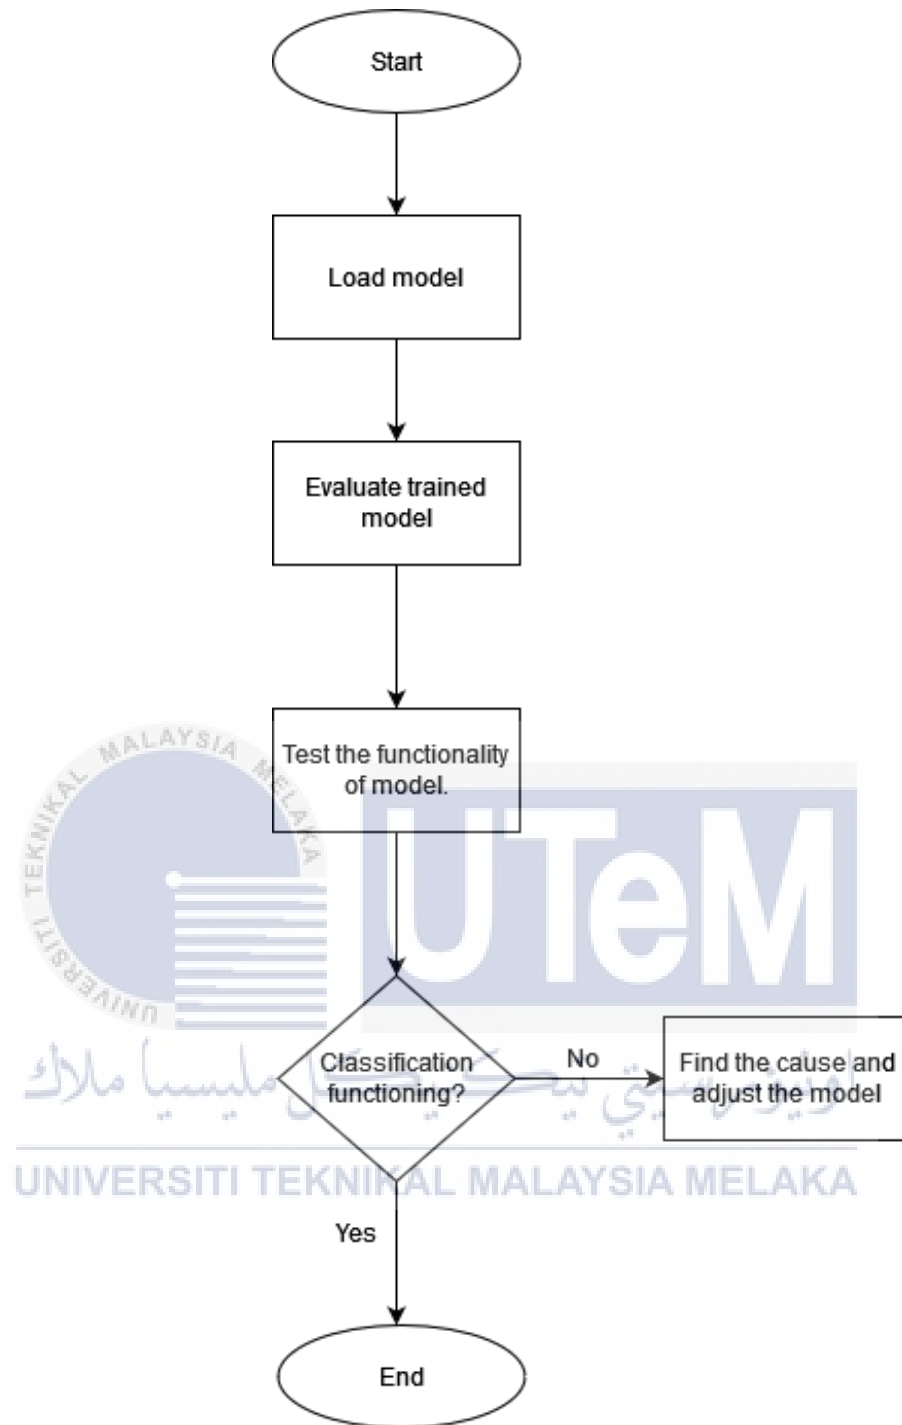 Start
Load model
Evaluate trained
model
Test the functionality
of model.
UNIVERSITI TEKNIKAL MALAYSIA MELAKA
UTeM
Classification
functioning?
No
Find the cause and
adjust the model
اونيۏرسيتي تيكنيكل مليسيا ملاك
UNIVERSITI TEKNIKAL MALAYSIA MELAKA
Yes
End